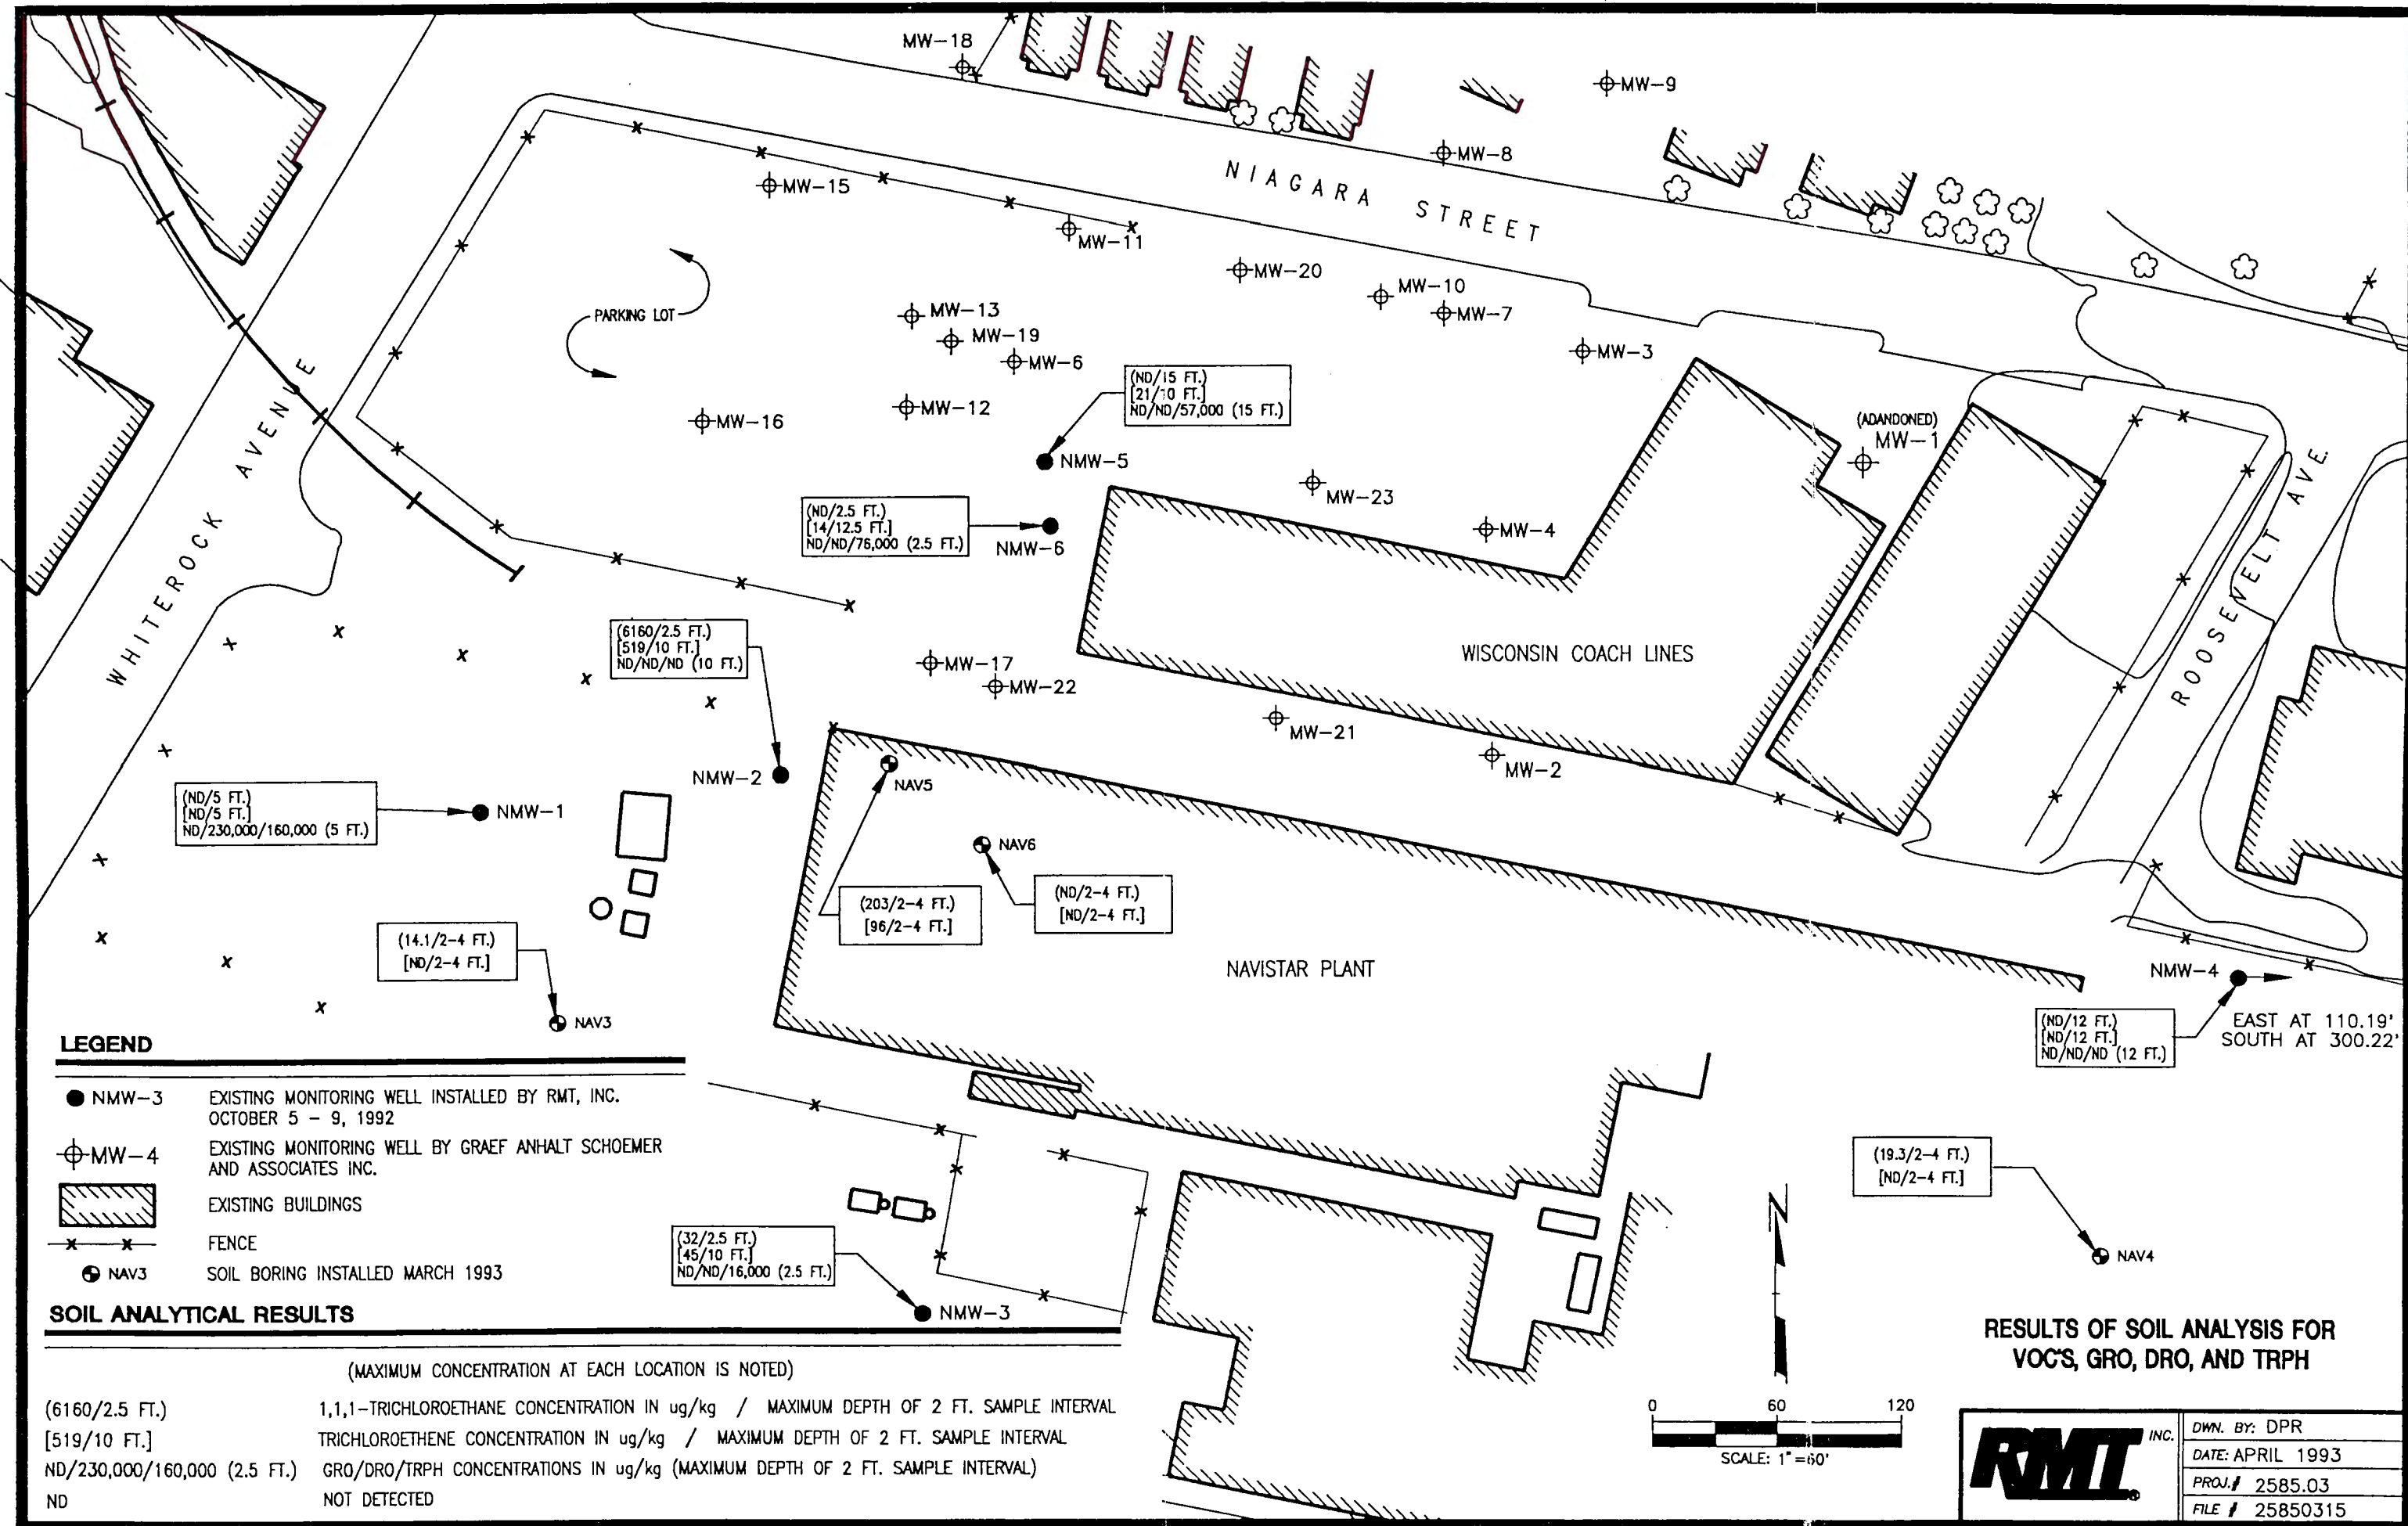 MW-18
MW-9
MW-8
NIAGARA STREET
MW-15
MW-11
MW-20
MW-10
MW-7
MW-3
PARKING LOT
MW-13
MW-19
MW-6
MW-12
MW-16
(ND/15 FT.)
[21/10 FT.]
ND/ND/57,000 (15 FT.)
NMW-5
(ADANDONED)
MW-1
MW-23
MW-4
(ND/2.5 FT.)
[14/12.5 FT.]
ND/ND/76,000 (2.5 FT.)
NMW-6
WHITEROCK AVENUE
ROOSEVELT AVE.
WISCONSIN COACH LINES
(6160/2.5 FT.)
[519/10 FT.]
ND/ND/ND (10 FT.)
MW-17
MW-22
MW-21
MW-2
NMW-2
NAV5
(ND/5 FT.)
[ND/5 FT.]
ND/230,000/160,000 (5 FT.)
NMW-1
NAV6
(203/2-4 FT.)
[96/2-4 FT.]
(ND/2-4 FT.)
[ND/2-4 FT.]
(14.1/2-4 FT.)
[ND/2-4 FT.]
NAV3
NAVISTAR PLANT
NMW-4
(ND/12 FT.)
[ND/12 FT.]
ND/ND/ND (12 FT.)
EAST AT 110.19'
SOUTH AT 300.22'
LEGEND
NMW-3 EXISTING MONITORING WELL INSTALLED BY RMT, INC.
OCTOBER 5 - 9, 1992
MW-4 EXISTING MONITORING WELL BY GRAEF ANHALT SCHOEMER
AND ASSOCIATES INC.
EXISTING BUILDINGS
FENCE
NAV3 SOIL BORING INSTALLED MARCH 1993
(32/2.5 FT.)
[45/10 FT.]
ND/ND/16,000 (2.5 FT.)
NMW-3
(19.3/2-4 FT.)
[ND/2-4 FT.]
NAV4
N
SOIL ANALYTICAL RESULTS
(MAXIMUM CONCENTRATION AT EACH LOCATION IS NOTED)
(6160/2.5 FT.) 1,1,1-TRICHLOROETHANE CONCENTRATION IN ug/kg / MAXIMUM DEPTH OF 2 FT. SAMPLE INTERVAL
[519/10 FT.] TRICHLOROETHENE CONCENTRATION IN ug/kg / MAXIMUM DEPTH OF 2 FT. SAMPLE INTERVAL
ND/230,000/160,000 (2.5 FT.) GRO/DRO/TRPH CONCENTRATIONS IN ug/kg (MAXIMUM DEPTH OF 2 FT. SAMPLE INTERVAL)
ND NOT DETECTED
0 60 120
SCALE: 1"=60'
RESULTS OF SOIL ANALYSIS FOR
VOC'S, GRO, DRO, AND TRPH
RMT INC.
DWN. BY: DPR
DATE: APRIL 1993
PROJ.# 2585.03
FILE # 25850315